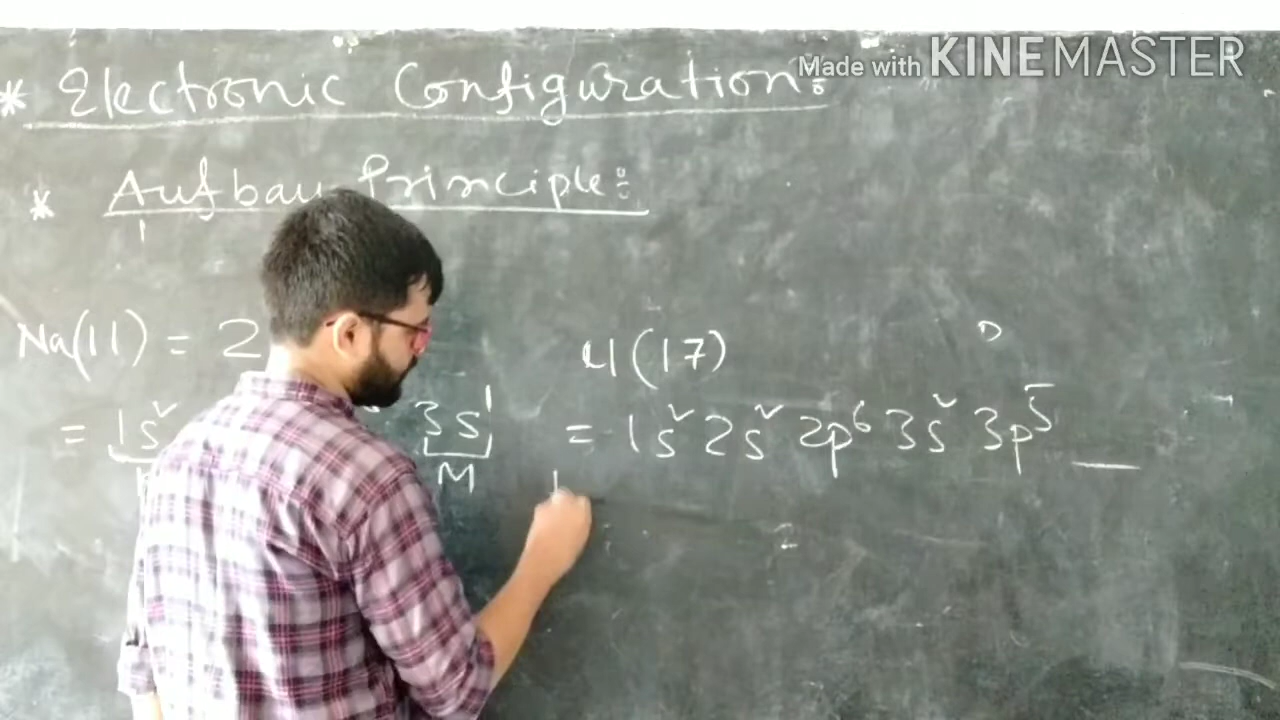 Made with KINEMASTER
* Electronic Configuration:
* Aufbau Principle:
Na(11) = 2
Cl(17)
= 1s² 3s¹
M
= 1s² 2s² 2p⁶ 3s² 3p⁵